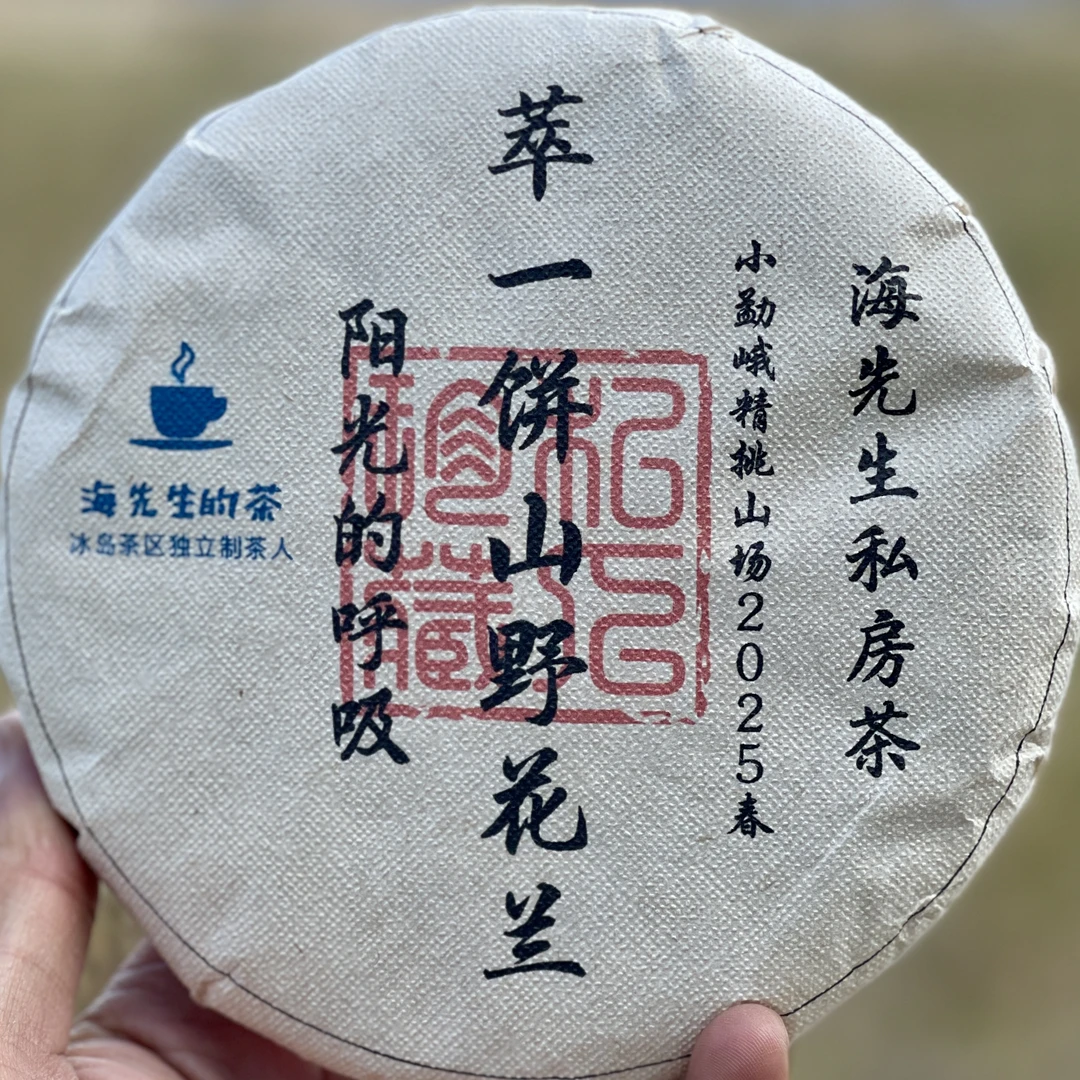 海先生私房茶
小勐峨精挑山场2025春
萃一饼山野花兰
阳光的呼吸
海先生的茶
冰岛茶区独立制茶人
珍藏